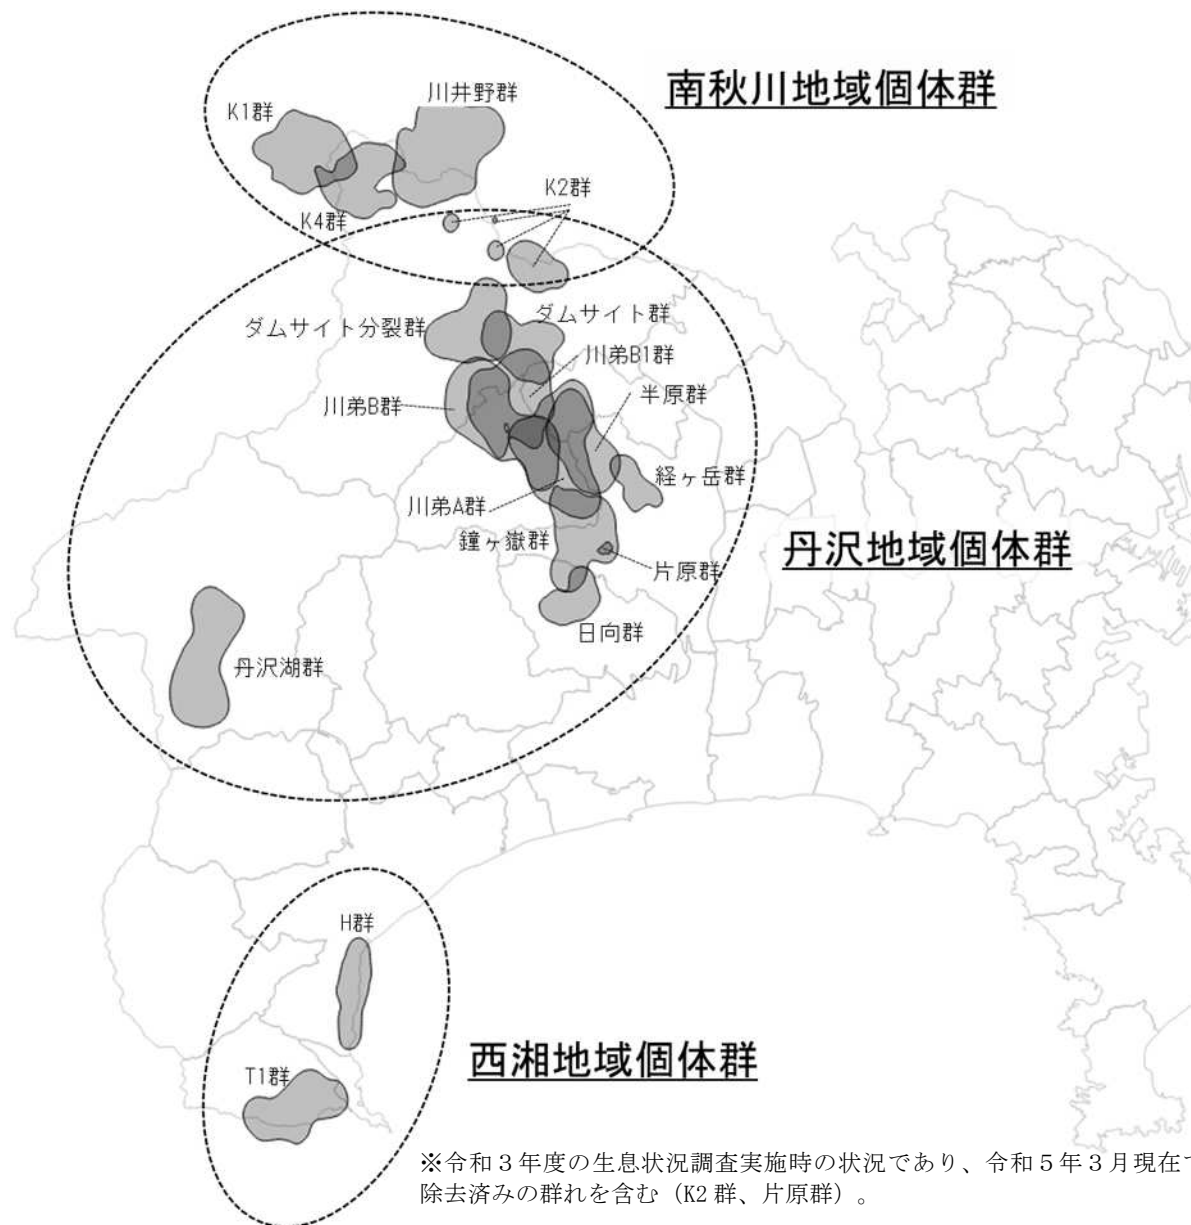 南秋川地域個体群
川井野群
K1群
K2群
K4群
ダムサイト分裂群
ダムサイト群
川弟B1群
川弟B群
半原群
経ヶ岳群
川弟A群
鐘ヶ嶽群
丹沢地域個体群
片原群
日向群
丹沢湖群
H群
西湘地域個体群
T1群
※令和３年度の生息状況調査実施時の状況であり、令和５年３月現在で
除去済みの群れを含む（K2 群、片原群）。